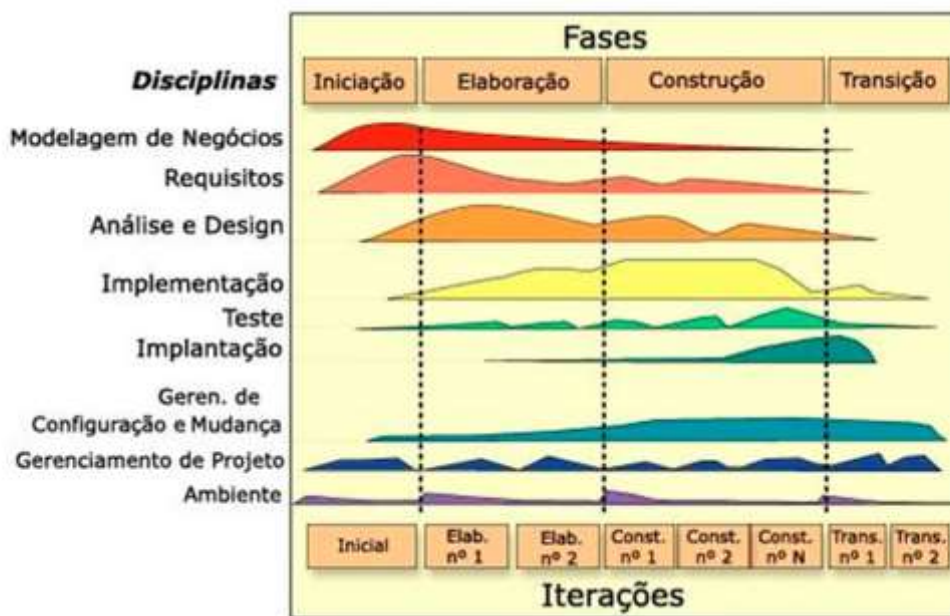 Fases
Disciplinas
Iniciação Elaboração Construção Transição
Modelagem de Negócios
Requisitos
Análise e Design
Implementação
Teste
Implantação
Geren. de
Configuração e Mudança
Gerenciamento de Projeto
Ambiente
Inicial
Elab.
nº 1
Elab.
nº 2
Const.
nº 1
Const.
nº 2
Const.
nº N
Trans.
nº 1
Trans.
nº 2
Iterações